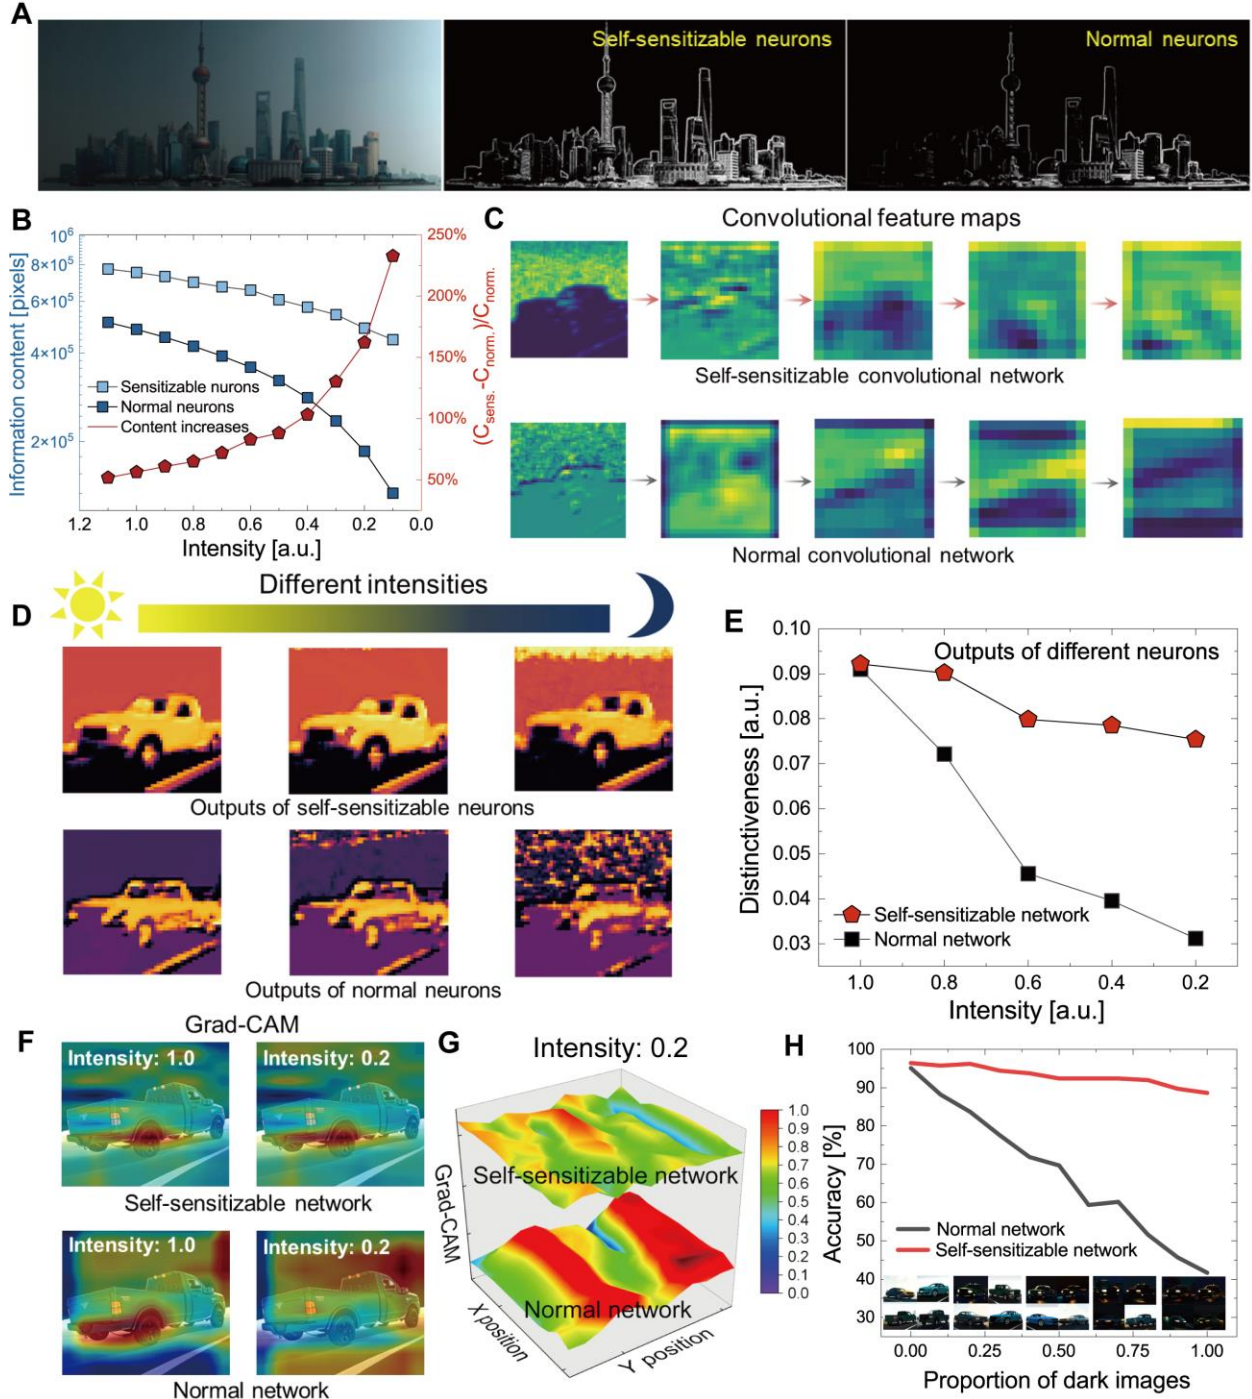 A
Self-sensitizable neurons
Normal neurons
B
Information content [pixels]
10⁶
8×10⁵
6×10⁵
4×10⁵
2×10⁵
Sensitizable nurons
Normal neurons
Content increases
250%
200%
150%
100%
50%
(C_sens.-C_norm.)/C_norm.
1.2 1.0 0.8 0.6 0.4 0.2 0.0
Intensity [a.u.]
C
Convolutional feature maps
Self-sensitizable convolutional network
Normal convolutional network
D
Different intensities
Outputs of self-sensitizable neurons
Outputs of normal neurons
E
Outputs of different neurons
Distinctiveness [a.u.]
0.10
0.09
0.08
0.07
0.06
0.05
0.04
0.03
Self-sensitizable network
Normal network
1.0 0.8 0.6 0.4 0.2
Intensity [a.u.]
F
Grad-CAM
Intensity: 1.0
Intensity: 0.2
Self-sensitizable network
Intensity: 1.0
Intensity: 0.2
Normal network
G
Intensity: 0.2
Grad-CAM
Self-sensitizable network
Normal network
X position
Y position
1.0
0.9
0.8
0.7
0.6
0.5
0.4
0.3
0.2
0.1
0.0
H
Accuracy [%]
100
90
80
70
60
50
40
30
Normal network
Self-sensitizable network
0.00 0.25 0.50 0.75 1.00
Proportion of dark images